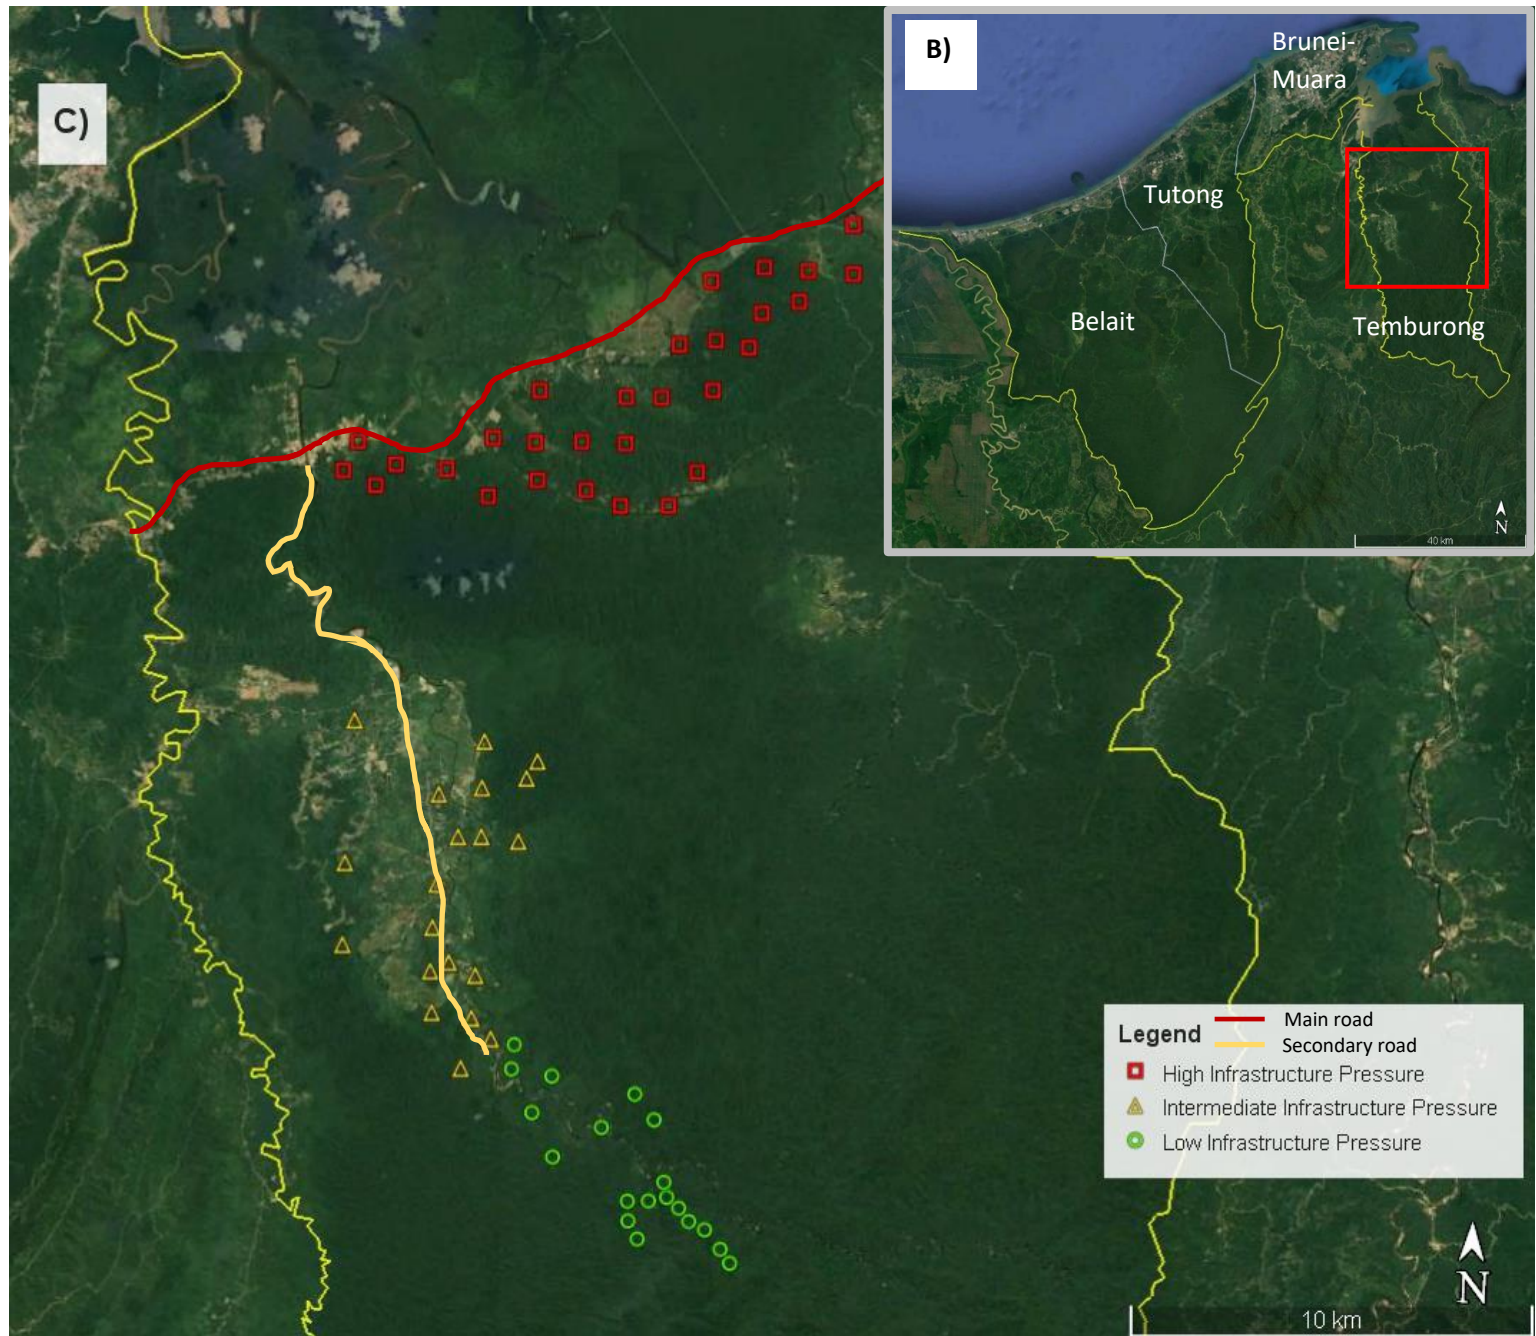 C)
B)
Brunei-
Muara
Tutong
Belait
Temburong
N
40 km
Legend
Main road
Secondary road
High Infrastructure Pressure
Intermediate Infrastructure Pressure
Low Infrastructure Pressure
N
10 km